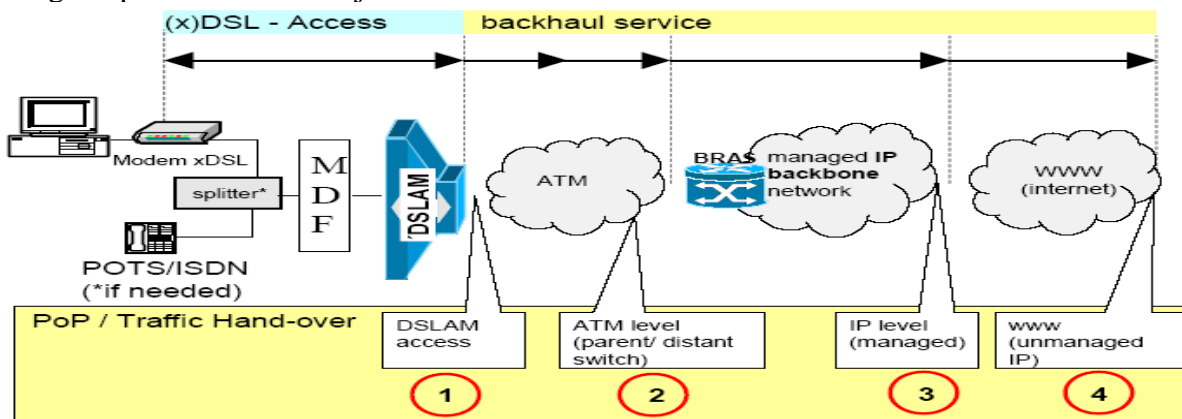 (x)DSL - Access
backhaul service
Modem xDSL
splitter*
POTS/ISDN
(*if needed)
M
D
F
DSLAM
ATM
BRAS
managed IP
backbone
network
WWW
(internet)
PoP / Traffic Hand-over
DSLAM
access
1
ATM level
(parent/ distant
switch)
2
IP level
(managed)
3
www
(unmanaged
IP)
4